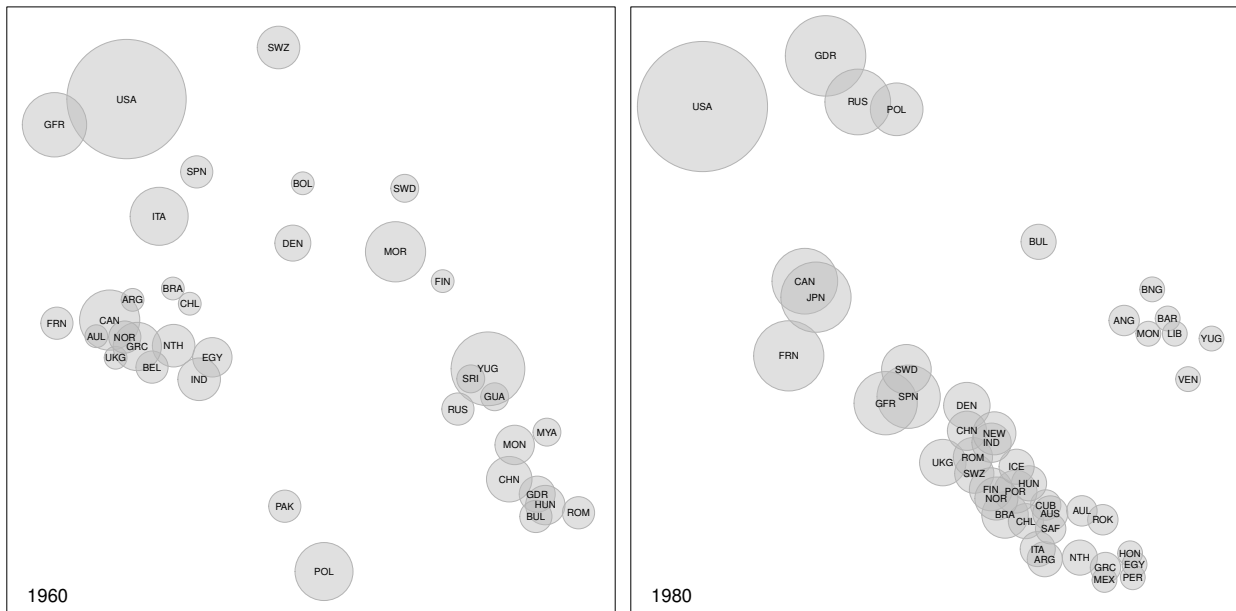 SWZ
USA
GFR
SPN
BOL
SWD
ITA
DEN
MOR
FIN
BRA
ARG
CHL
CAN
FRN
AUL
NOR
GRC
NTH
UKG
BEL
EGY
IND
YUG
SRI
GUA
RUS
MYA
MON
CHN
GDR
HUN
BUL
ROM
PAK
POL
1960
GDR
USA
RUS
POL
BUL
CAN
JPN
BNG
ANG
BAR
MON
LIB
YUG
FRN
SWD
VEN
SPN
GFR
DEN
CHN
NEW
IND
UKG
ROM
SWZ
ICE
HUN
FIN
POR
NOR
CUB
BRA
AUS
AUL
CHL
ROK
SAF
ITA
ARG
NTH
HON
GRC
EGY
MEX
PER
1980